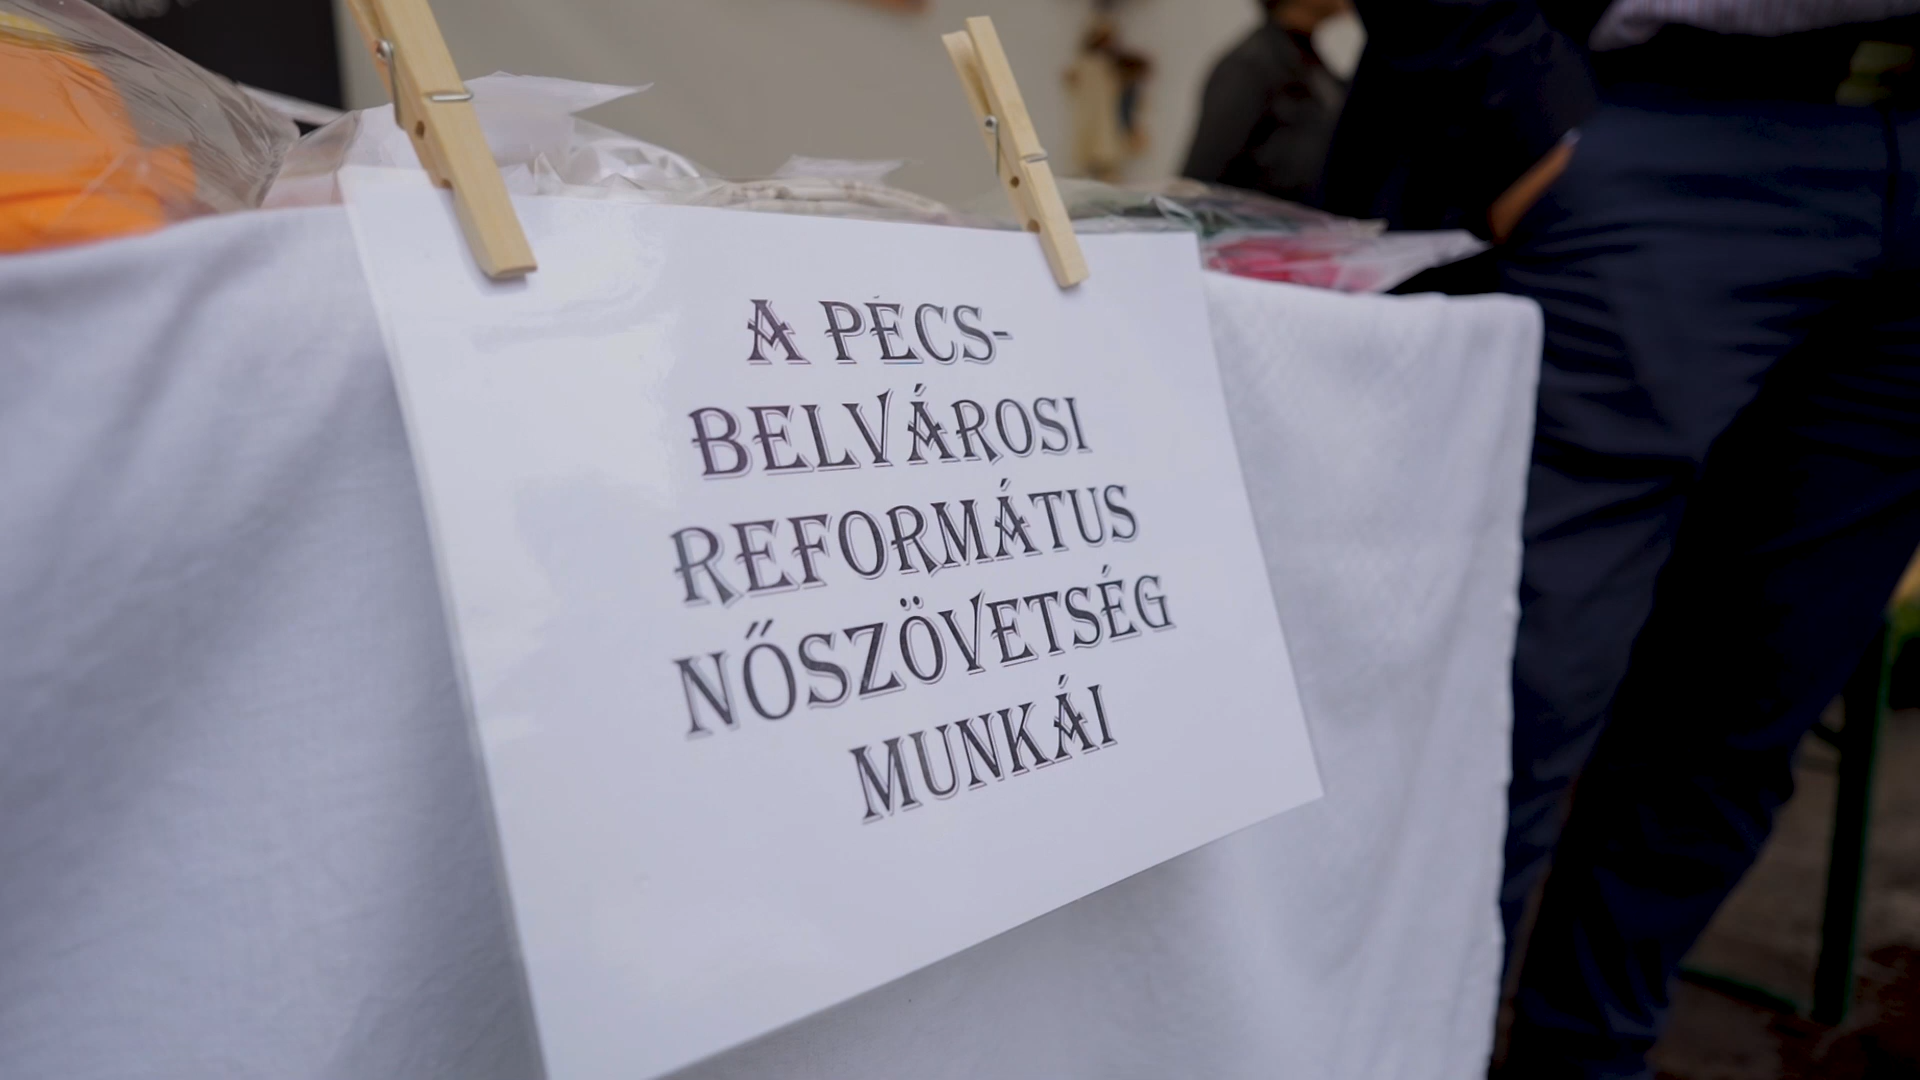 A PÉCS-
BELVÁROSI
REFORMÁTUS
NŐSZÖVETSÉG
MUNKÁI